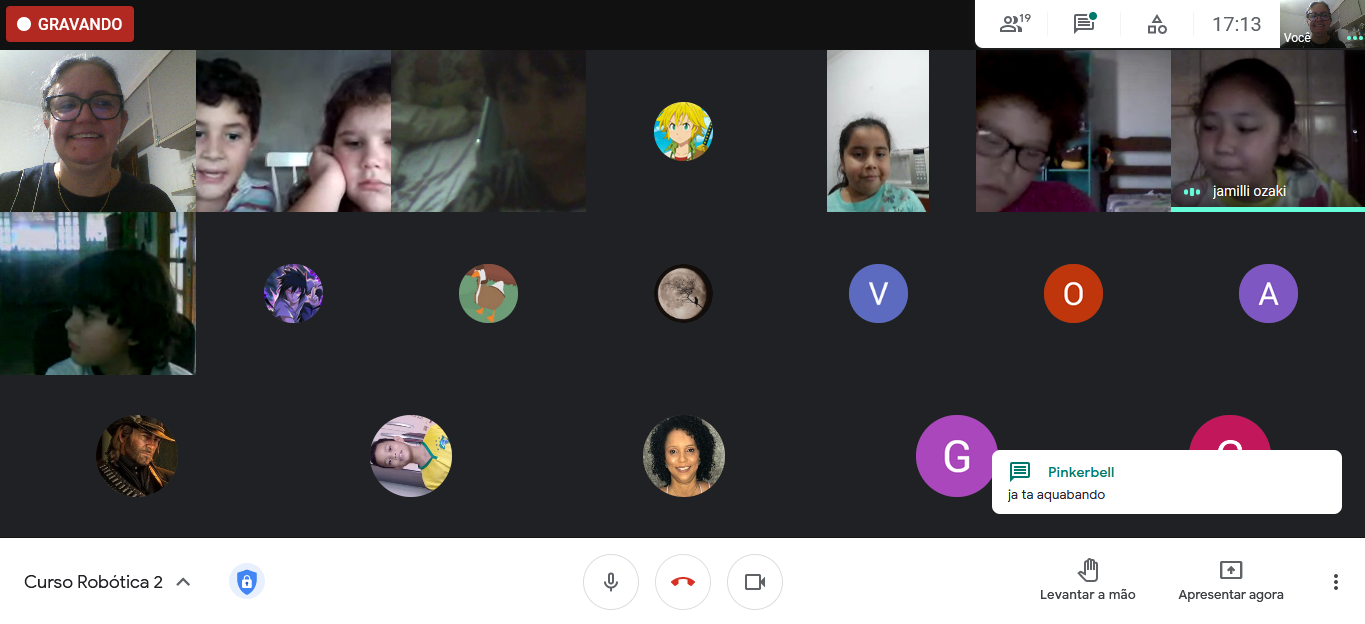 GRAVANDO
19
17:13
Você
jamilli ozaki
V
O
A
G
Pinkerbell
ja ta aquabando
Curso Robótica 2
Levantar a mão
Apresentar agora